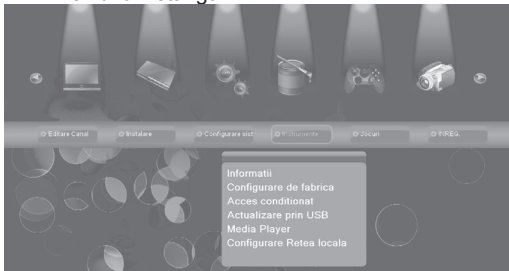 Editare Canal
Instalare
Configurare sist
Instrumente
Jocuri
INREG.
Informatii
Configurare de fabrica
Acces conditionat
Actualizare prin USB
Media Player
Configurare Retea locala